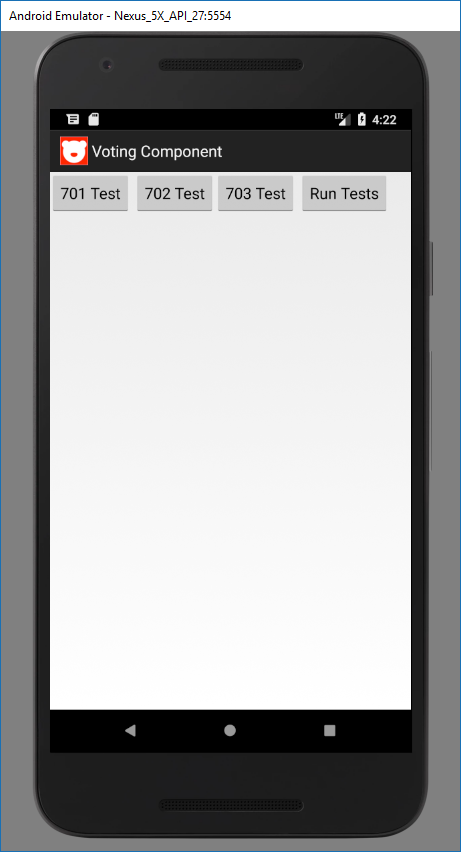 Android Emulator - Nexus_5X_API_27:5554
LTE 4:22
Voting Component
701 Test 702 Test 703 Test Run Tests